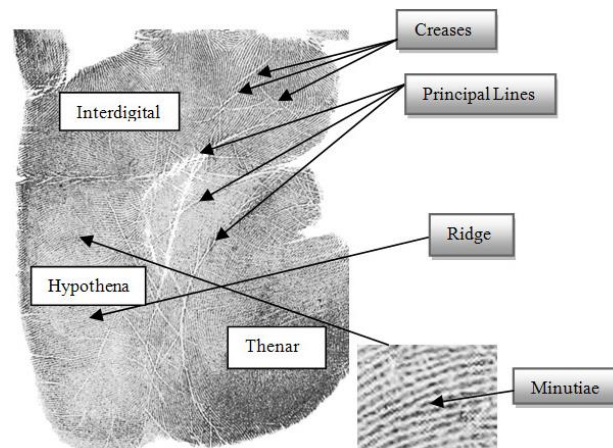 Creases
Interdigital
Principal Lines
Ridge
Hypothena
Thenar
Minutiae